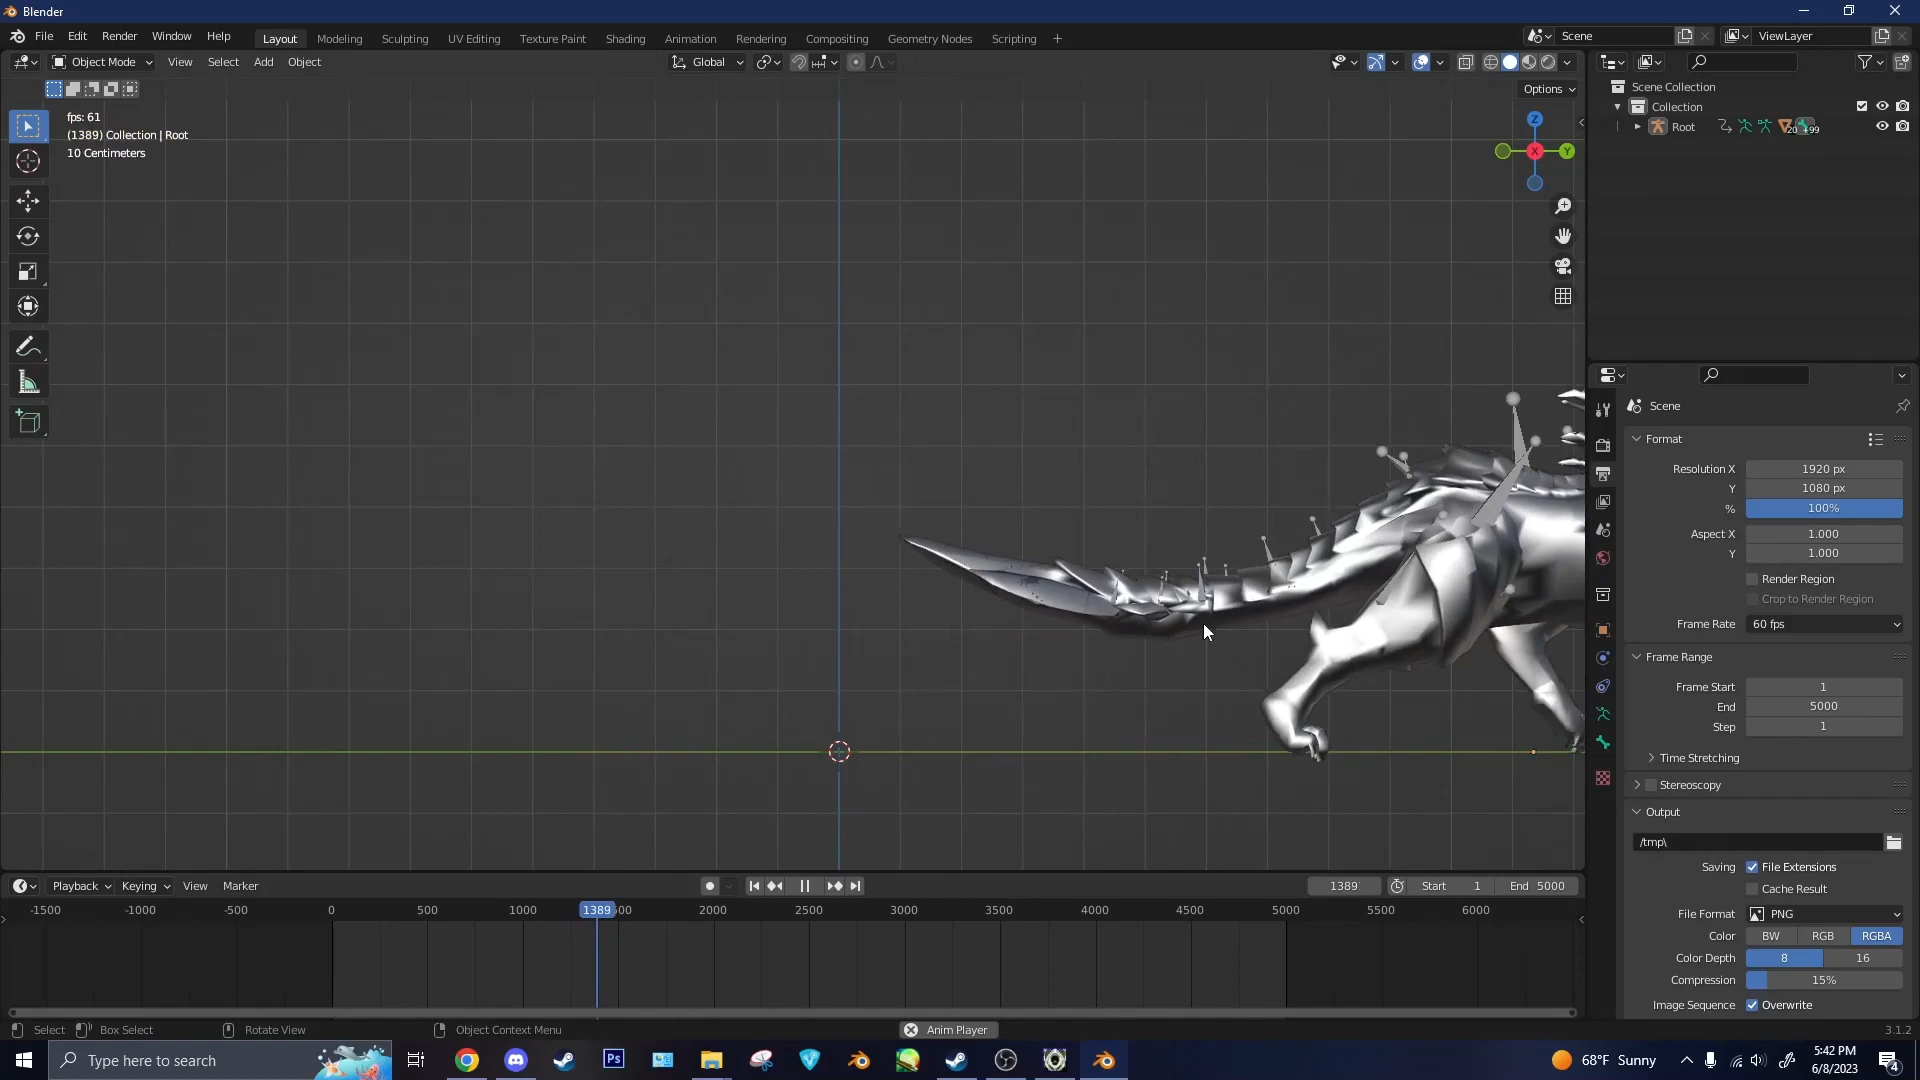 Blender
File Edit Render Window Help
Layout Modeling Sculpting UV Editing Texture Paint Shading Animation Rendering Compositing Geometry Nodes Scripting +
Scene
ViewLayer
Object Mode View Select Add Object
Global
Options
fps: 61
(1389) Collection | Root
10 Centimeters
Z
X
Y
Scene Collection
Collection
Root
20 +99
Scene
Format
Resolution X 1920 px
Y 1080 px
% 100%
Aspect X 1.000
Y 1.000
Render Region
Crop to Render Region
Frame Rate 60 fps
Frame Range
Frame Start 1
End 5000
Step 1
Time Stretching
Stereoscopy
Output
/tmp\
Saving File Extensions
Cache Result
File Format PNG
Color BW RGB RGBA
Color Depth 8 16
Compression 15%
Image Sequence Overwrite
Playback Keying View Marker
1389 Start 1 End 5000
-1500 -1000 -500 0 500 1000 1389 500 2000 2500 3000 3500 4000 4500 5000 5500 6000
Select Box Select Rotate View Object Context Menu Anim Player 3.1.2
Type here to search
Ps
68°F Sunny
5:42 PM
6/8/2023
4